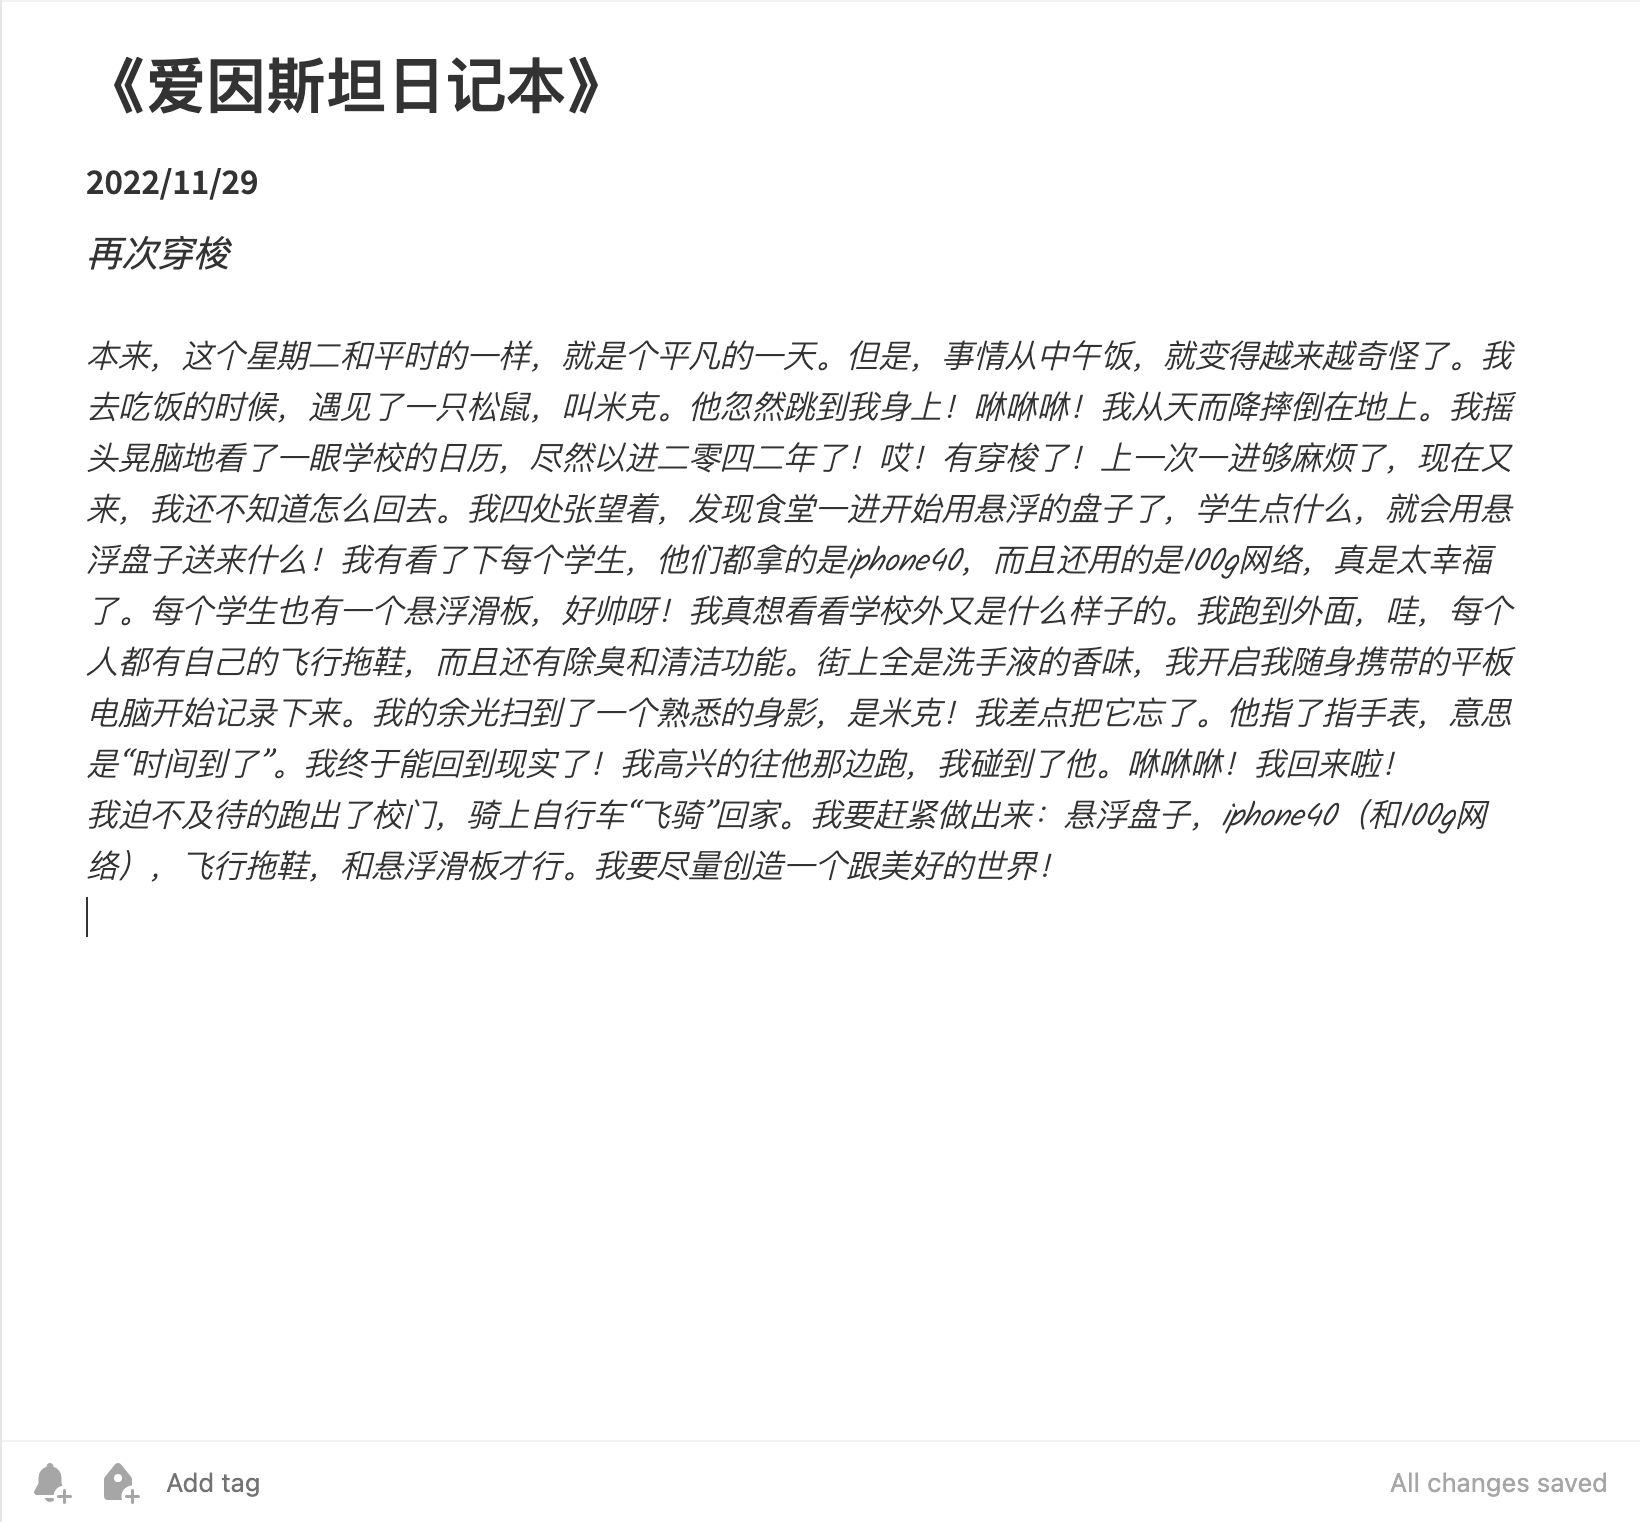 《爱因斯坦日记本》
2022/11/29
再次穿梭
本来，这个星期二和平时的一样，就是个平凡的一天。但是，事情从中午饭，就变得越来越奇怪了。我
去吃饭的时候，遇见了一只松鼠，叫米克。他忽然跳到我身上！咻咻咻！我从天而降摔倒在地上。我摇
头晃脑地看了一眼学校的日历，尽然以进二零四二年了！哎！有穿梭了！上一次一进够麻烦了，现在又
来，我还不知道怎么回去。我四处张望着，发现食堂一进开始用悬浮的盘子了，学生点什么，就会用悬
浮盘子送来什么！我有看了下每个学生，他们都拿的是iphone40，而且还用的是100g网络，真是太幸福
了。每个学生也有一个悬浮滑板，好帅呀！我真想看看学校外又是什么样子的。我跑到外面，哇，每个
人都有自己的飞行拖鞋，而且还有除臭和清洁功能。街上全是洗手液的香味，我开启我随身携带的平板
电脑开始记录下来。我的余光扫到了一个熟悉的身影，是米克！我差点把它忘了。他指了指手表，意思
是“时间到了”。我终于能回到现实了！我高兴的往他那边跑，我碰到了他。咻咻咻！我回来啦！
我迫不及待的跑出了校门，骑上自行车“飞骑”回家。我要赶紧做出来：悬浮盘子，iphone40（和100g网
络），飞行拖鞋，和悬浮滑板才行。我要尽量创造一个跟美好的世界！
Add tag
All changes saved